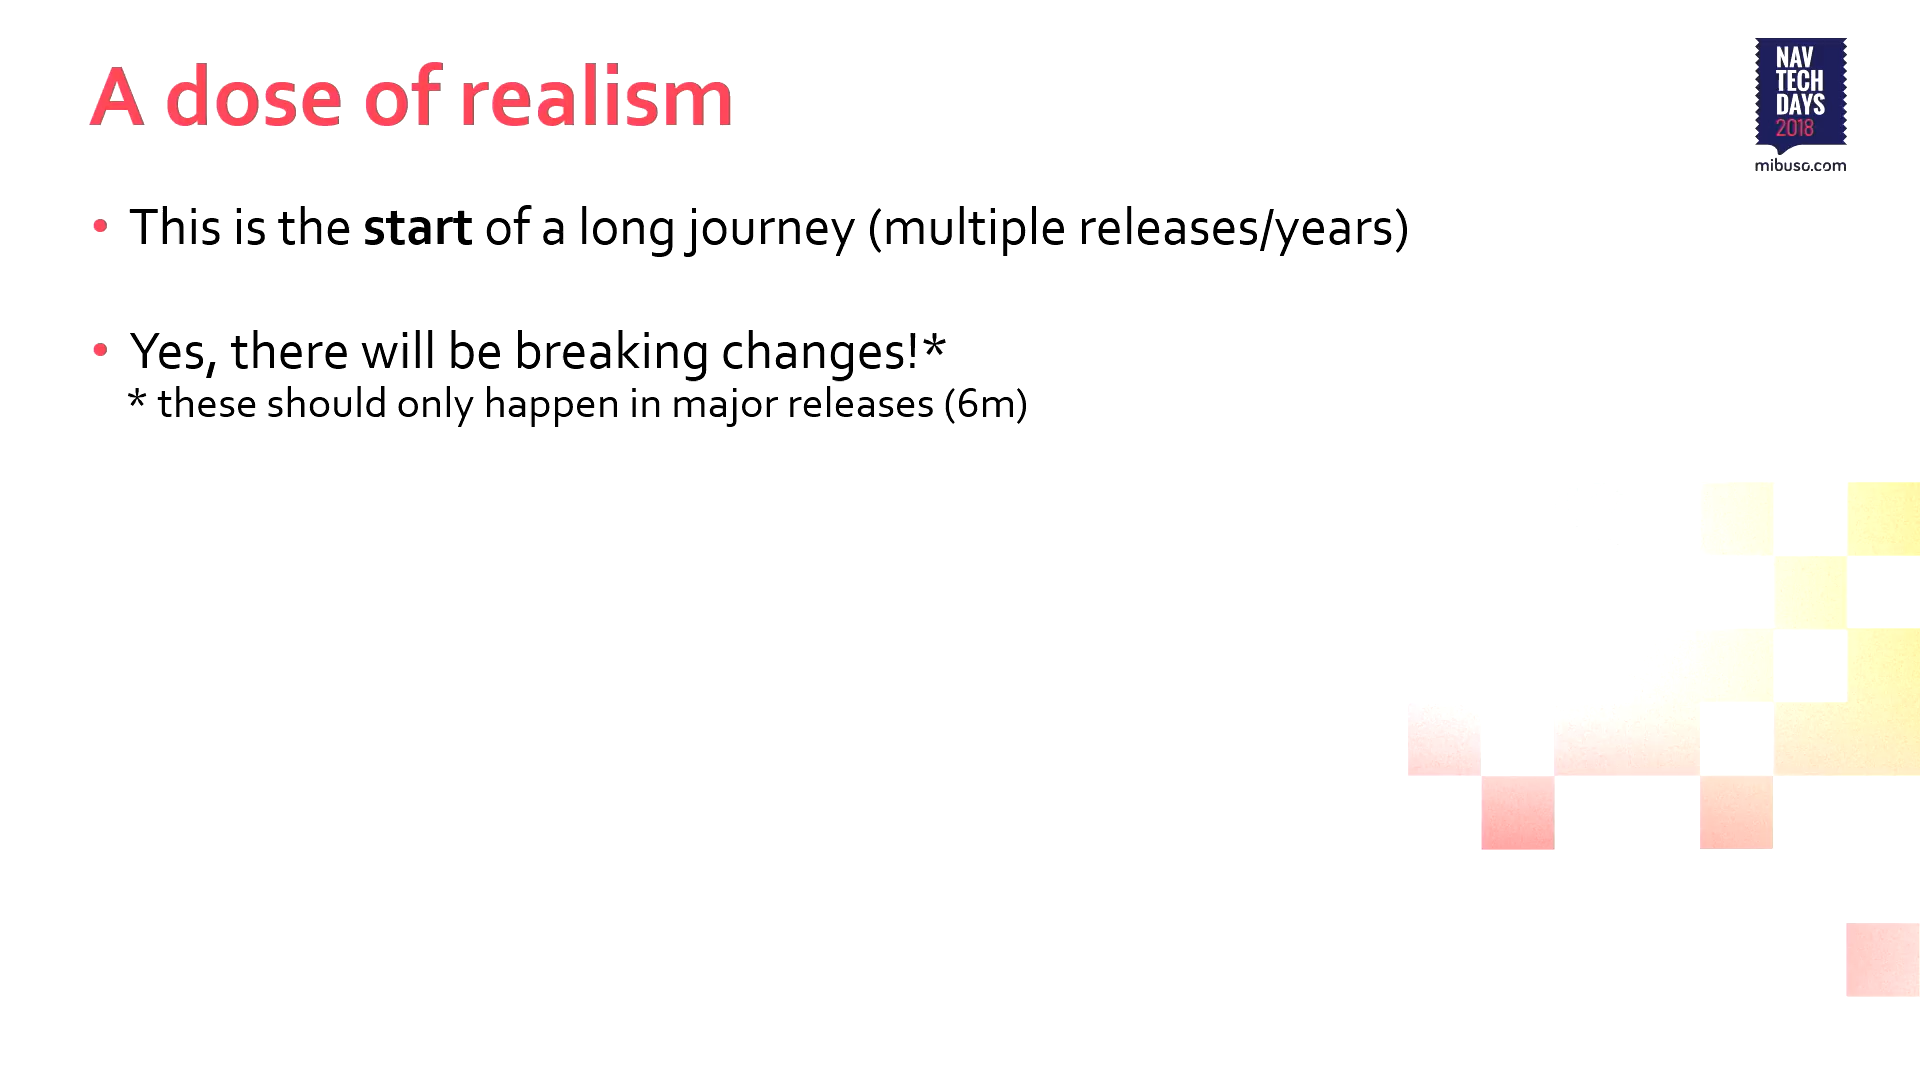 A dose of realism
NAV
TECH
DAYS
2018
mibuso.com
• This is the start of a long journey (multiple releases/years)
• Yes, there will be breaking changes!*
* these should only happen in major releases (6m)